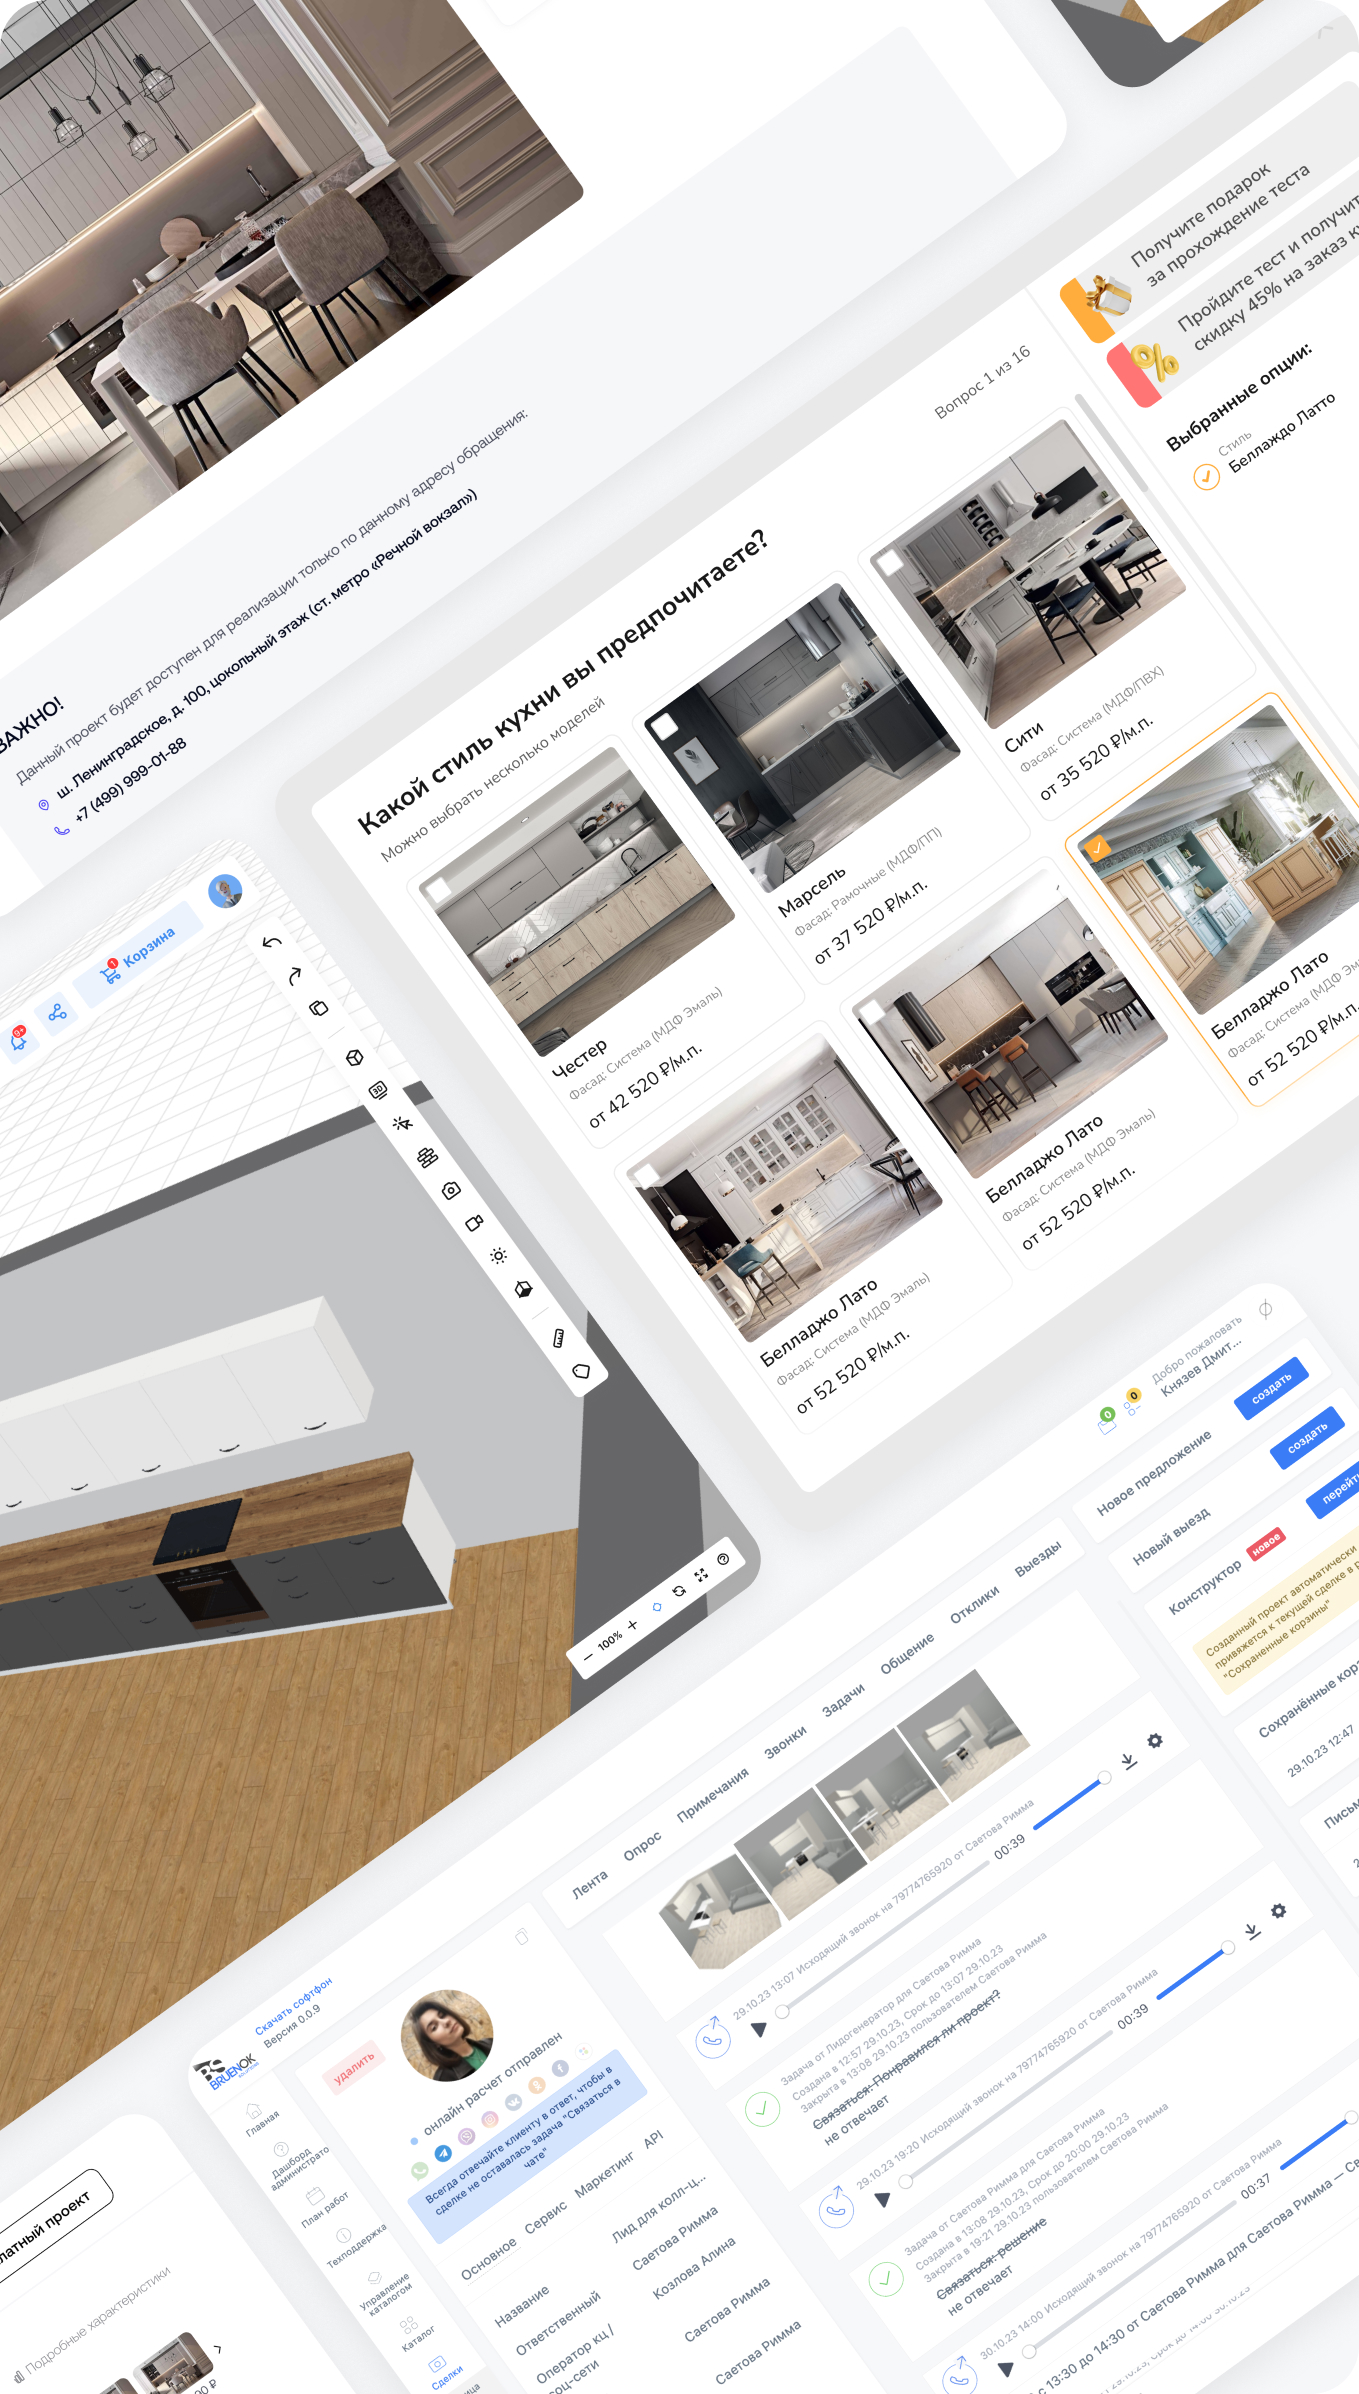 ВАЖНО!
Данный проект будет доступен для реализации только по данному адресу обращения:
ш. Ленинградское, д. 100, цокольный этаж (ст. метро «Речной вокзал»)
+7 (499) 999-01-88
Получите подарок
за прохождение теста
Пройдите тест и получит
скидку 45% на заказ
Выбранные опции:
Стиль
Беллаждо Латто
Вопрос 1 из 16
Какой стиль кухни вы предпочитаете?
Можно выбрать несколько моделей
Честер
Фасад: Система (МДФ Эмаль)
от 42 520 ₽/м.п.
Марсель
Фасад: Рамочные (МДФ/ПП)
от 37 520 ₽/м.п.
Сити
Фасад: Система (МДФ/ПВХ)
от 35 520 ₽/м.п.
Белладжо Лато
Фасад: Система (МДФ Эмаль)
от 52 520 ₽/м.п.
Белладжо Лато
Фасад: Система (МДФ Эмаль)
от 52 520 ₽/м.п.
Белладжо Лато
Фасад: Система (МДФ Эма
от 52 520 ₽/м.п.
9+
1
Корзина
3D
100%
Скачать софтфон
Версия 0.0.9
BRUENOK
Главная
Дашборд
администрато
План работ
Техподдержка
Управление
каталогом
Каталог
Сделки
удалить
онлайн расчет отправлен
Всегда отвечайте клиенту в ответ, чтобы в
сделке не оставалась задача "Связаться в
чате"
Основное
Сервис
Маркетинг
API
Название
Лид для колл-ц...
Ответственный
Саетова Римма
Оператор кц /
соц-сети
Козлова Алина
Саетова Римма
Саетова Римма
Лента
Опрос
Примечания
Звонки
Задачи
Общение
Отклики
Выезды
29.10.23 13:07 Исходящий звонок на 79774765920 от Саетова Римма
00:39
Задача от Лидогенератор для Саетова Римма
Создана в 12:57 29.10.23, Срок до 13:07 29.10.23
Закрыта в 13:08 29.10.23 пользователем Саетова Римма
Связаться: Понравился ли проект?
не отвечает
29.10.23 19:20 Исходящий звонок на 79774765920 от Саетова Римма
00:39
Задача от Саетова Римма для Саетова Римма
Создана в 13:08 29.10.23, Срок до 20:00 29.10.23
Закрыта в 19:21 29.10.23 пользователем Саетова Римма
Связаться: решение
не отвечает
30.10.23 14:00 Исходящий звонок на 79774765920 от Саетова Римма
00:37
с 13:30 до 14:30 от Саетова Римма для Саетова Римма — Са
0
0
Добро пожаловать
Князев Дмит...
Новое предложение
создать
Новый выезд
создать
Конструктор
новое
перейти
Созданный проект автоматически
привяжется к текущей сделке в р
"Сохраненные корзины"
Сохранённые кор
29.10.23 12:47
Письм
латный проект
Подробные характеристики